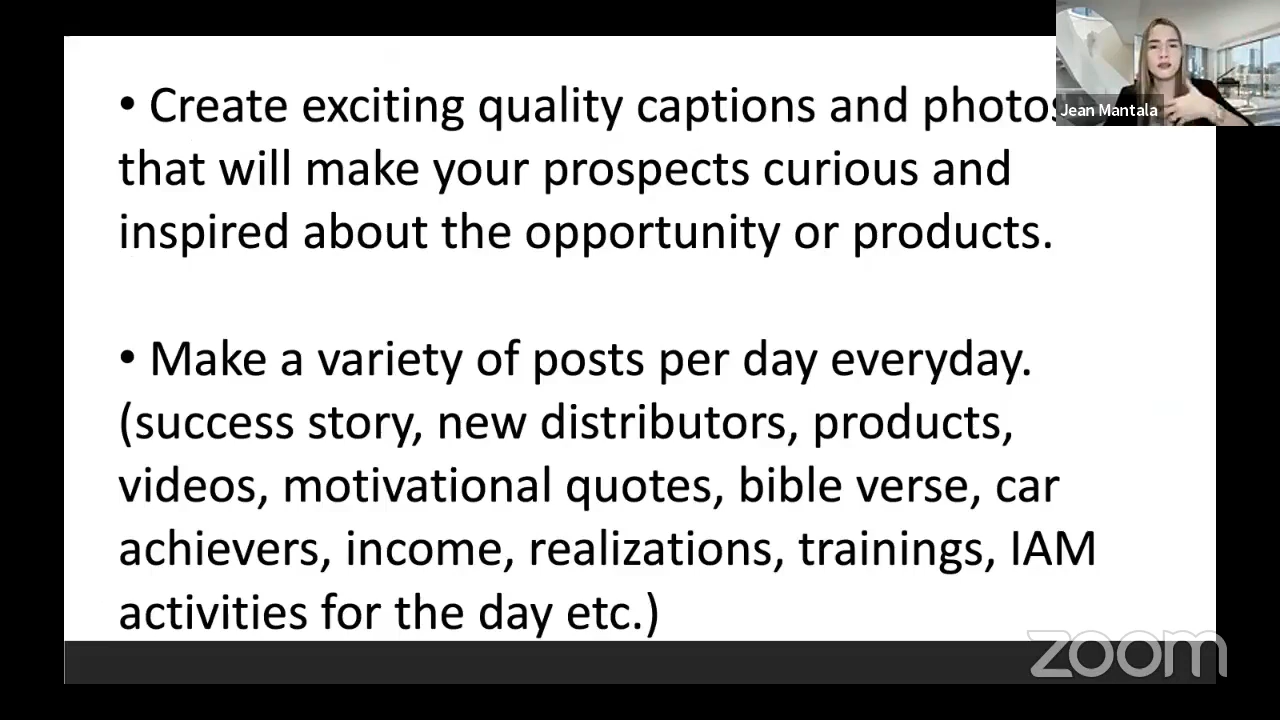 • Create exciting quality captions and photos
that will make your prospects curious and
inspired about the opportunity or products.
• Make a variety of posts per day everyday.
(success story, new distributors, products,
videos, motivational quotes, bible verse, car
achievers, income, realizations, trainings, IAM
activities for the day etc.)
Jean Mantala
zoom